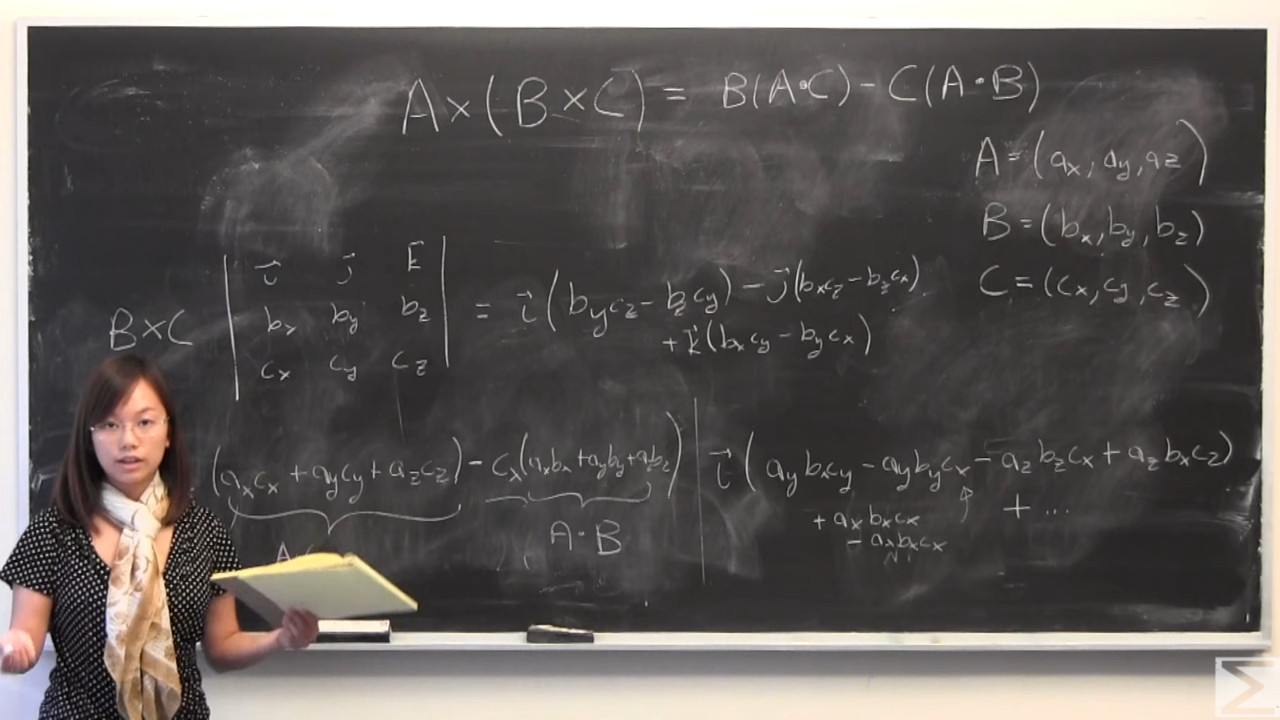 A×(B×C) = B(A·C) - C(A·B)
A = (ax, ay, az)
B = (bx, by, bz)
C = (cx, cy, cz)
B×C | i⃗ j⃗ k⃗ | = i⃗(bycz - bzcy) - j⃗(bxcz - bzcx)
| bx by bz | + k⃗(bxcy - bycx)
| cx cy cz |
(axcx + aycy + azcz) - cx(axbx + ayby + azbz)
A·B
i⃗(aybxcy - aybycx - azbzcx + azbxcz)
+ axbxcx
- axbxcx
+ ...
Σ